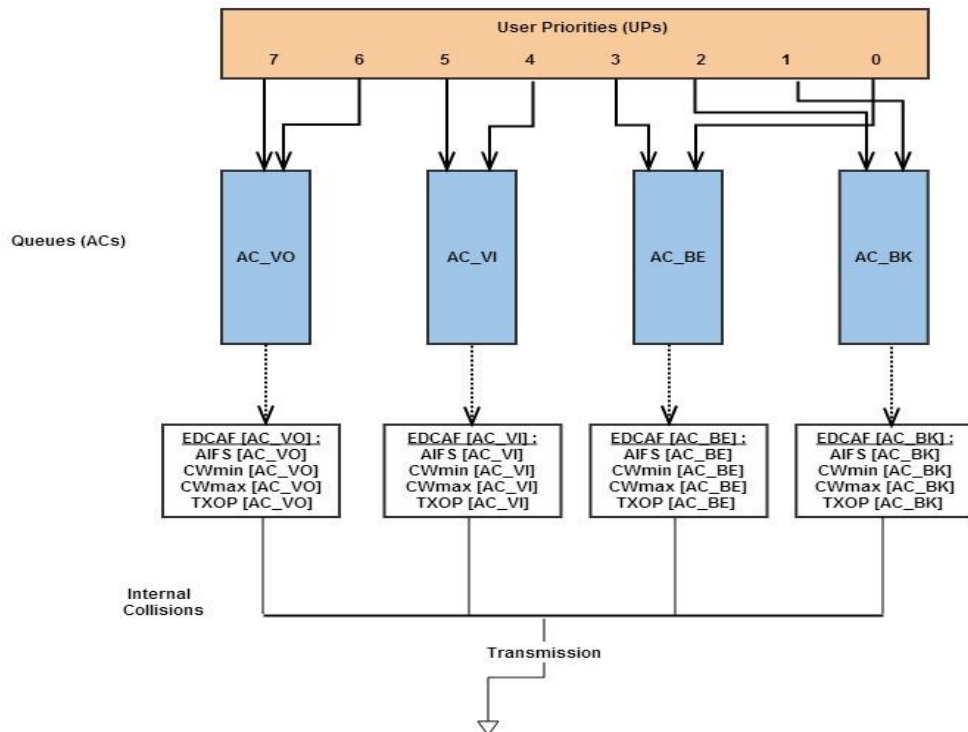 User Priorities (UPs)
7 6 5 4 3 2 1 0
Queues (ACs)
AC_VO
AC_VI
AC_BE
AC_BK
EDCAF [AC_VO] :
AIFS [AC_VO]
CWmin [AC_VO]
CWmax [AC_VO]
TXOP [AC_VO]
EDCAF [AC_VI] :
AIFS [AC_VI]
CWmin [AC_VI]
CWmax [AC_VI]
TXOP [AC_VI]
EDCAF [AC_BE] :
AIFS [AC_BE]
CWmin [AC_BE]
CWmax [AC_BE]
TXOP [AC_BE]
EDCAF [AC_BK] :
AIFS [AC_BK]
CWmin [AC_BK]
CWmax [AC_BK]
TXOP [AC_BK]
Internal
Collisions
Transmission